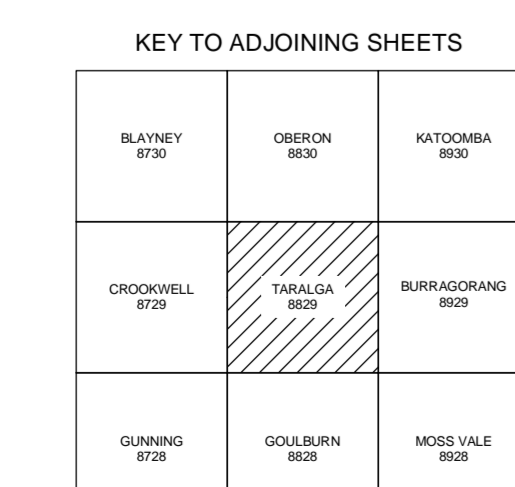 KEY TO ADJOINING SHEETS
BLAYNEY
8730
OBERON
8830
KATOOMBA
8930
CROOKWELL
8729
TARALGA
8829
BURRAGORANG
8929
GUNNING
8728
GOULBURN
8828
MOSS VALE
8928